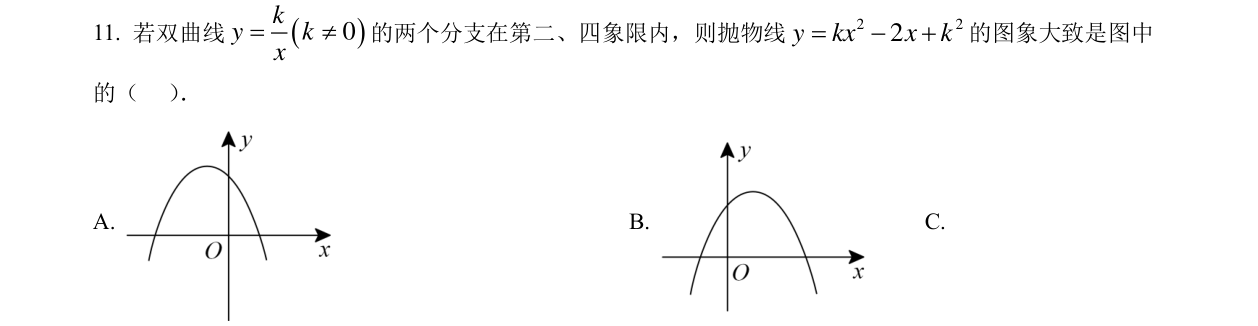 11. 若双曲线 y = k/x (k ≠ 0) 的两个分支在第二、四象限内，则抛物线 y = kx² − 2x + k² 的图象大致是图中
的（　）.
A. y O x B. y O x C.